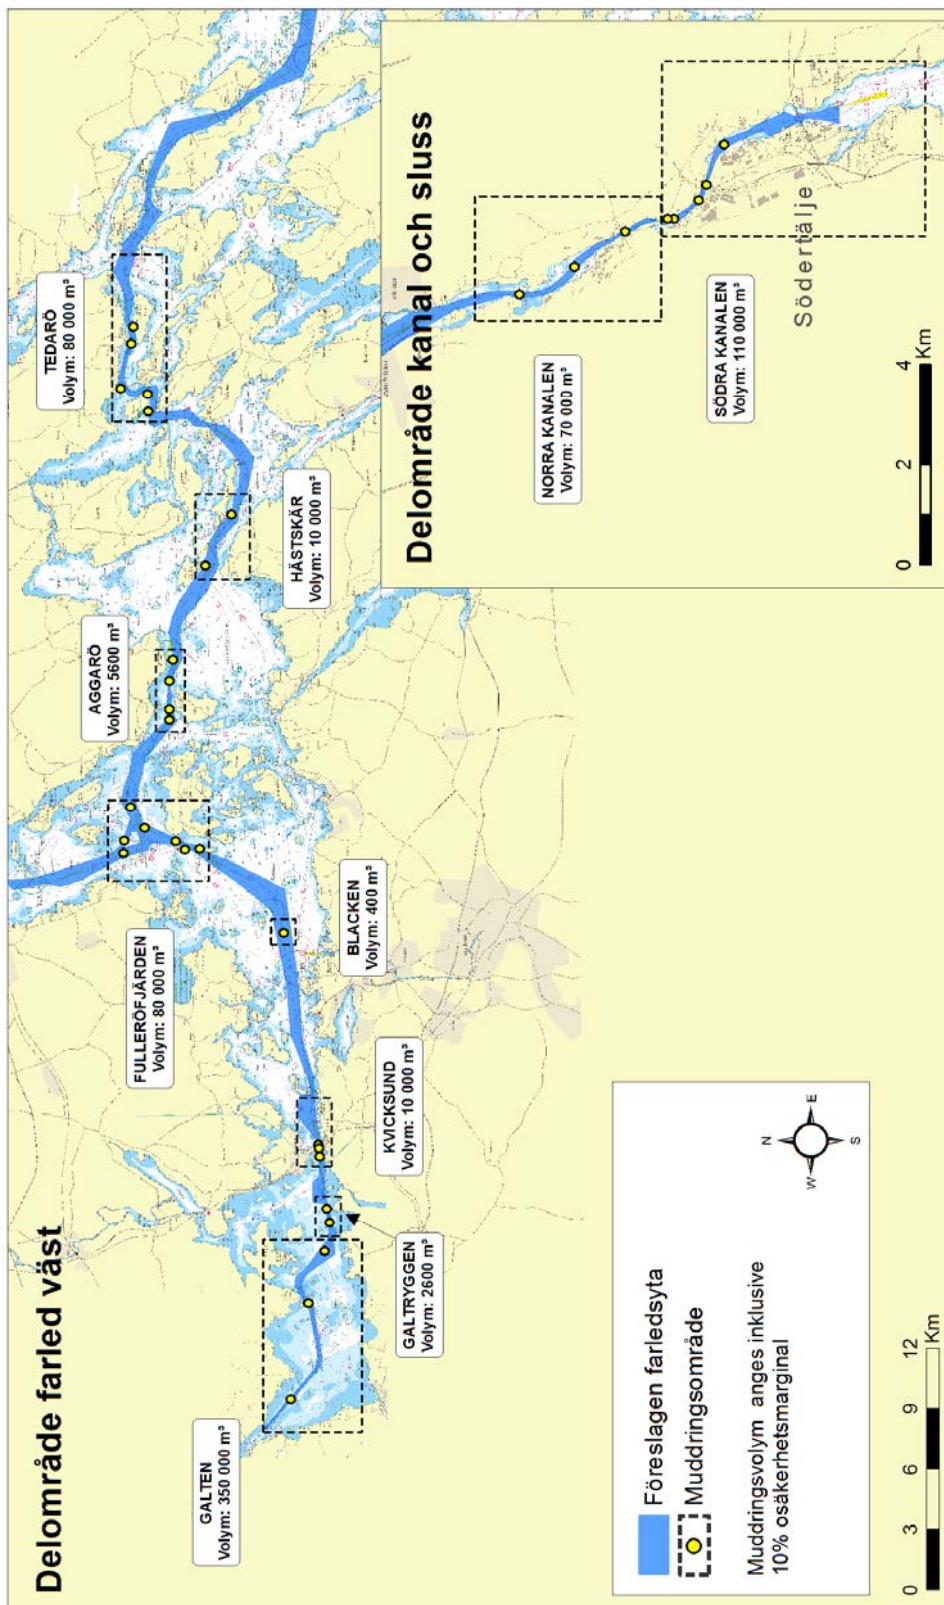 Delområde farled väst
GALTEN
Volym: 350 000 m³
GALTRYGGEN
Volym: 2600 m³
KVICKSUND
Volym: 10 000 m³
FULLERÖFJÄRDEN
Volym: 80 000 m³
BLACKEN
Volym: 400 m³
AGGARÖ
Volym: 5600 m³
HÄSTSKÄR
Volym: 10 000 m³
TEDARÖ
Volym: 80 000 m³
Delområde kanal och sluss
NORRA KANALEN
Volym: 70 000 m³
SÖDRA KANALEN
Volym: 110 000 m³
Södertälje
0 2 4
Km
Föreslagen farledsyta
Muddringsområde
Muddringsvolym anges inklusive
10% osäkerhetsmarginal
N
W E
S
0 3 6 9 12
Km